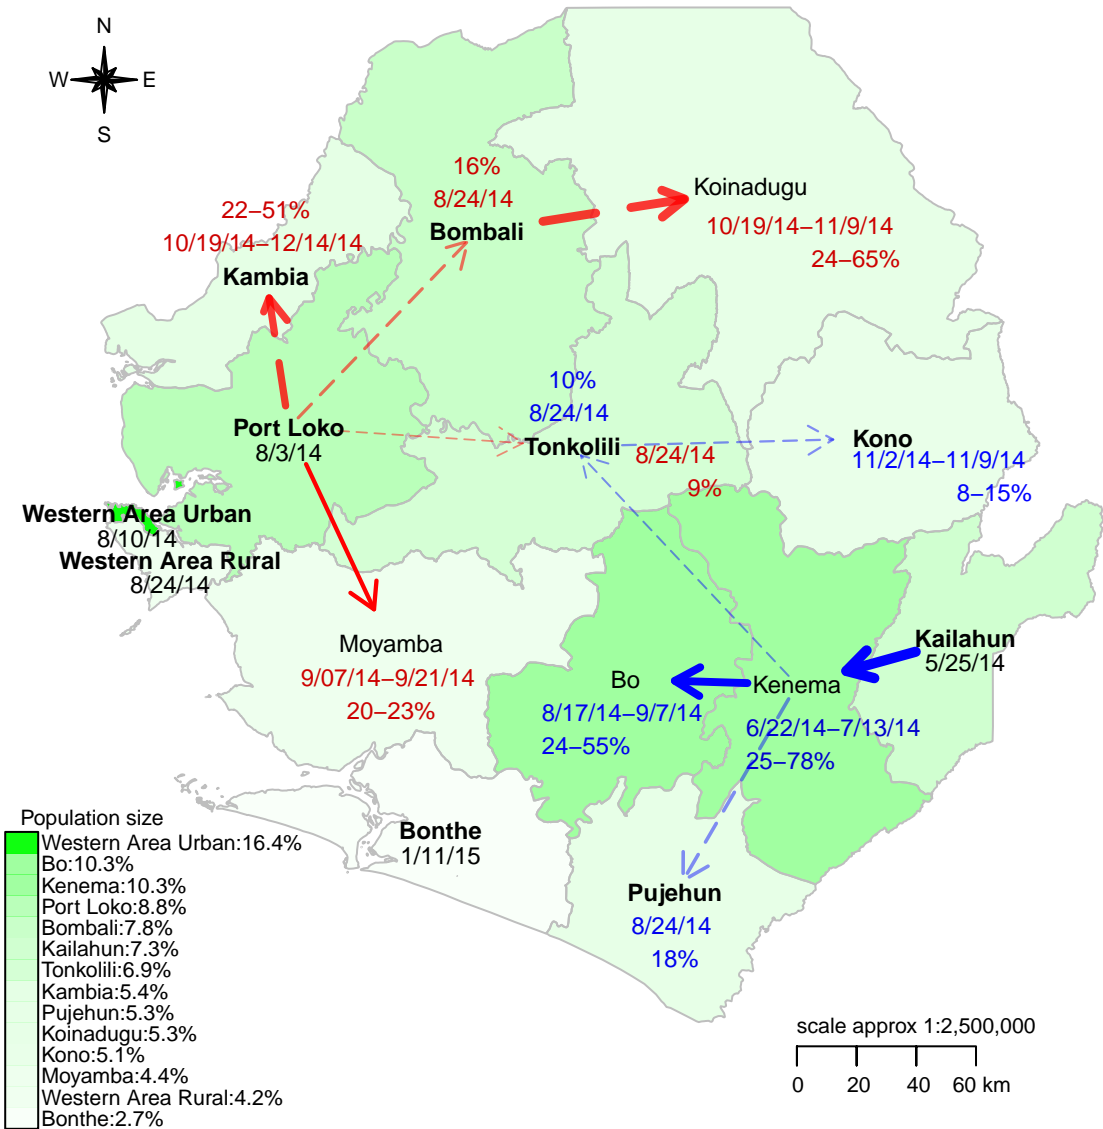 N
W
E
S
16%
8/24/14
Bombali
Koinadugu
10/19/14–11/9/14
24–65%
22–51%
10/19/14–12/14/14
Kambia
10%
8/24/14
Port Loko
8/3/14
Tonkolili
8/24/14
9%
Kono
11/2/14–11/9/14
8–15%
Western Area Urban
8/10/14
Western Area Rural
8/24/14
Moyamba
9/07/14–9/21/14
20–23%
Bo
8/17/14–9/7/14
24–55%
Kenema
6/22/14–7/13/14
25–78%
Kailahun
5/25/14
Bonthe
1/11/15
Pujehun
8/24/14
18%
Population size
Western Area Urban:16.4%
Bo:10.3%
Kenema:10.3%
Port Loko:8.8%
Bombali:7.8%
Kailahun:7.3%
Tonkolili:6.9%
Kambia:5.4%
Pujehun:5.3%
Koinadugu:5.3%
Kono:5.1%
Moyamba:4.4%
Western Area Rural:4.2%
Bonthe:2.7%
scale approx 1:2,500,000
0 20 40 60 km